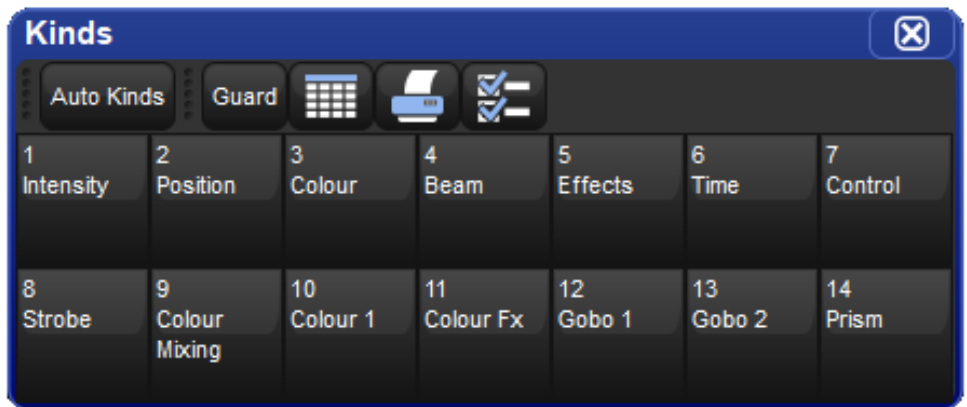 Kinds
Auto Kinds Guard
1 2 3 4 5 6 7
Intensity Position Colour Beam Effects Time Control
8 9 10 11 12 13 14
Strobe Colour Colour 1 Colour Fx Gobo 1 Gobo 2 Prism
Mixing